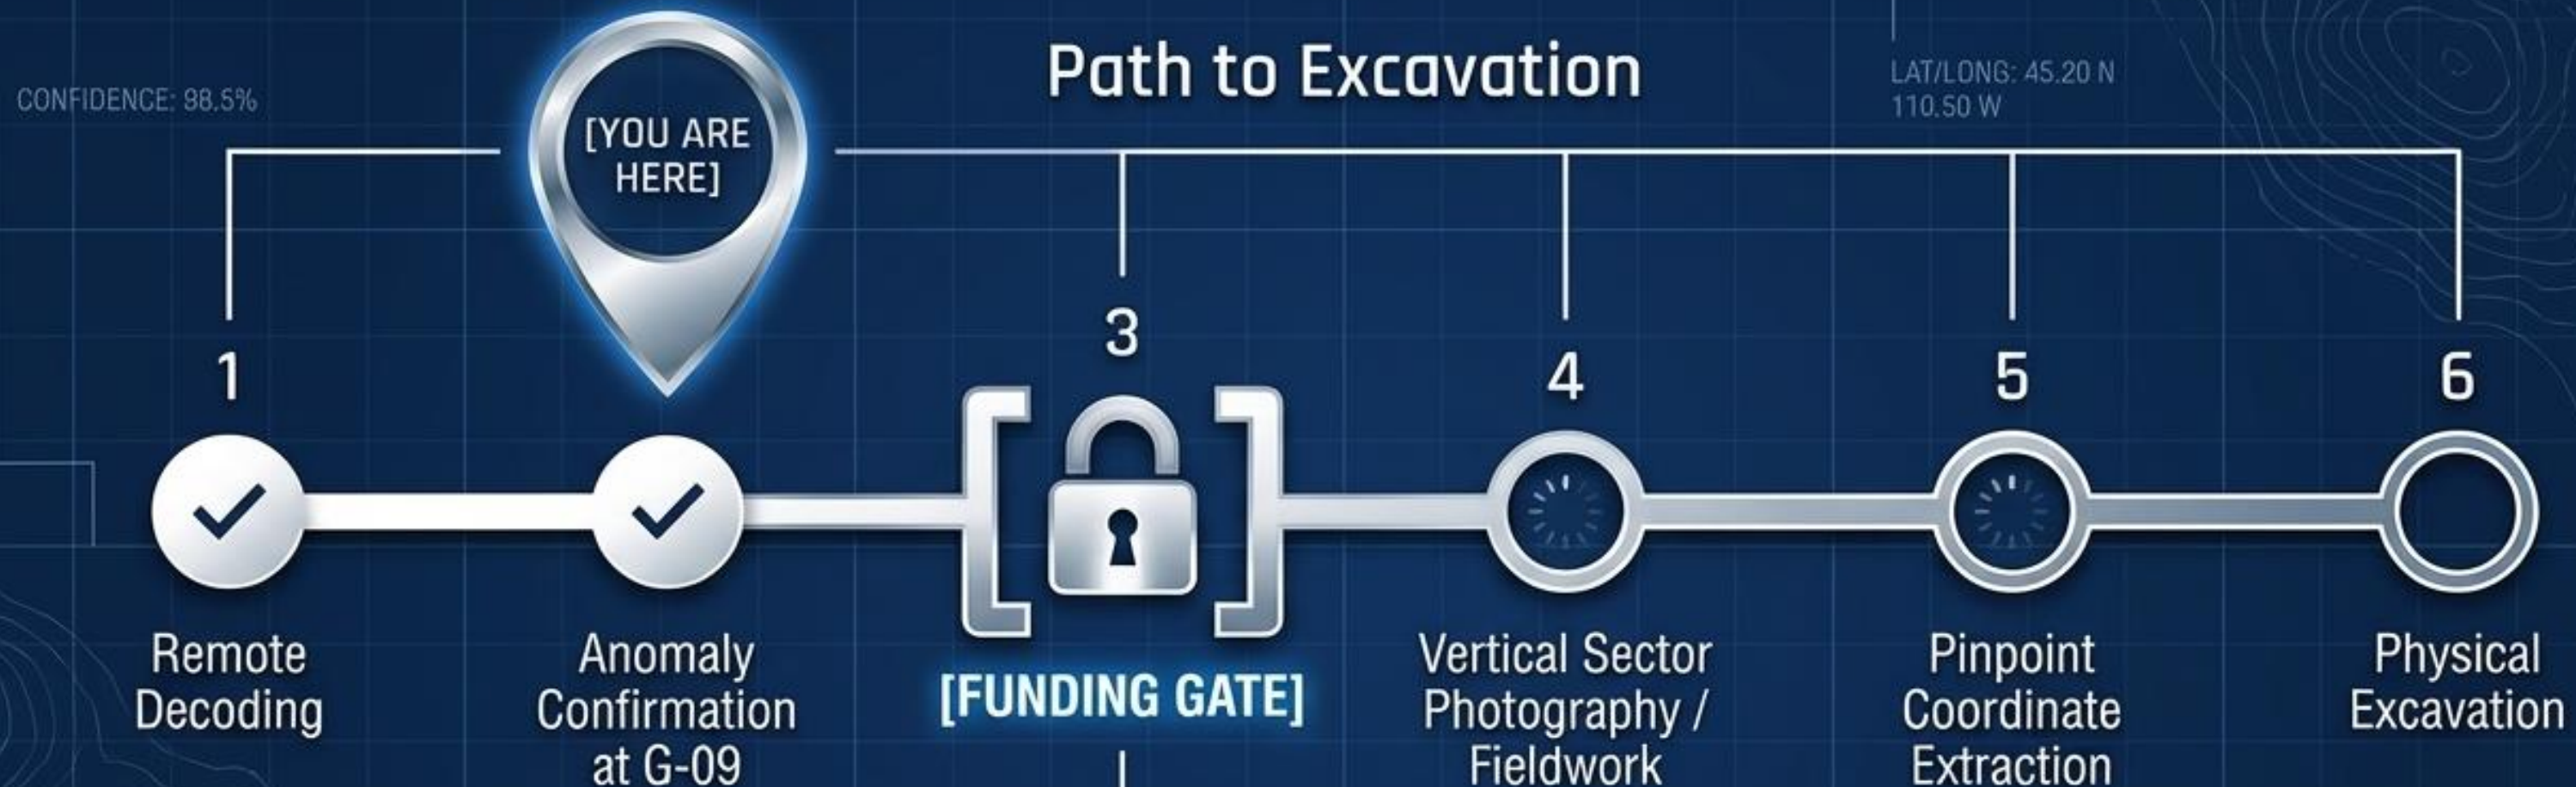 Path to Excavation
CONFIDENCE: 98.5%
LAT/LONG: 45.20 N
110.50 W
[YOU ARE
HERE]
1
3
4
5
6
Remote
Decoding
Anomaly
Confirmation
at G-09
[FUNDING GATE]
Vertical Sector
Photography /
Fieldwork
Pinpoint
Coordinate
Extraction
Physical
Excavation